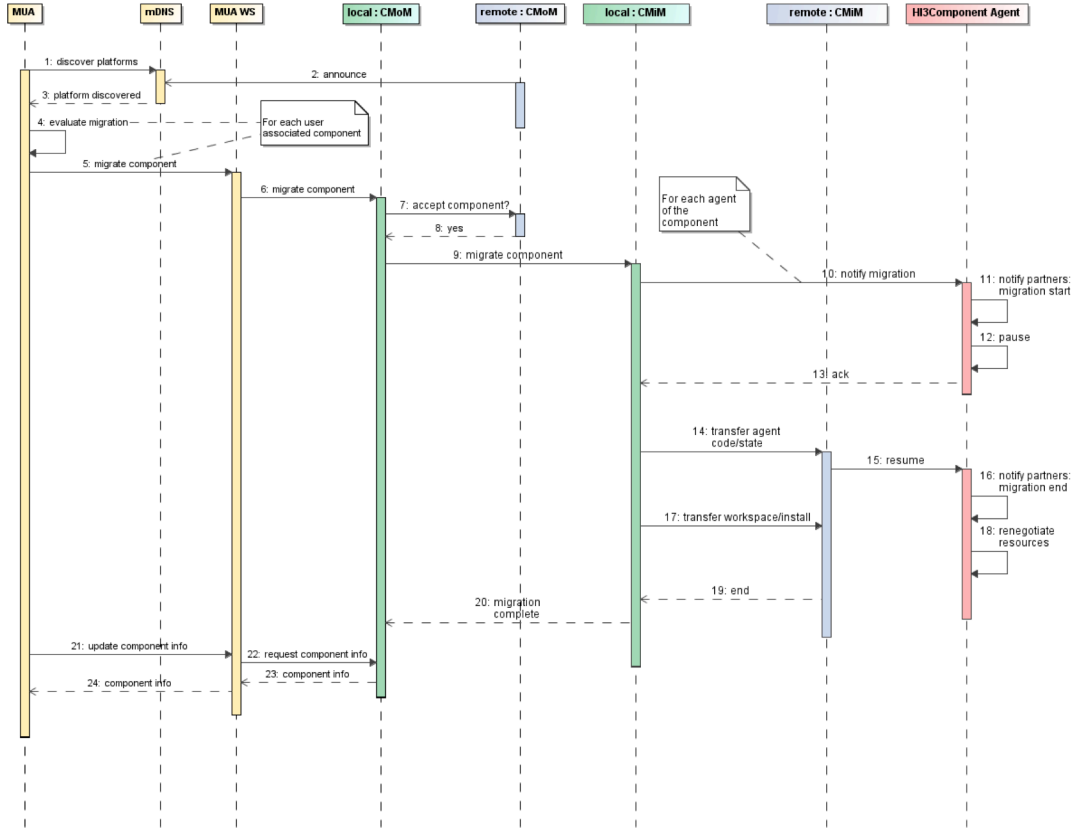 MUA
mDNS
MUA WS
local : CMoM
remote : CMoM
local : CMiM
remote : CMiM
HI3Component Agent
1: discover platforms
2: announce
3: platform discovered
4: evaluate migration
For each user
associated component
5: migrate component
6: migrate component
7: accept component?
8: yes
For each agent
of the
component
9: migrate component
10: notify migration
11: notify partners:
migration start
12: pause
13: ack
14: transfer agent
code/state
15: resume
16: notify partners:
migration end
17: transfer workspace/install
18: renegotiate
resources
19: end
20: migration
complete
21: update component info
22: request component info
23: component info
24: component info